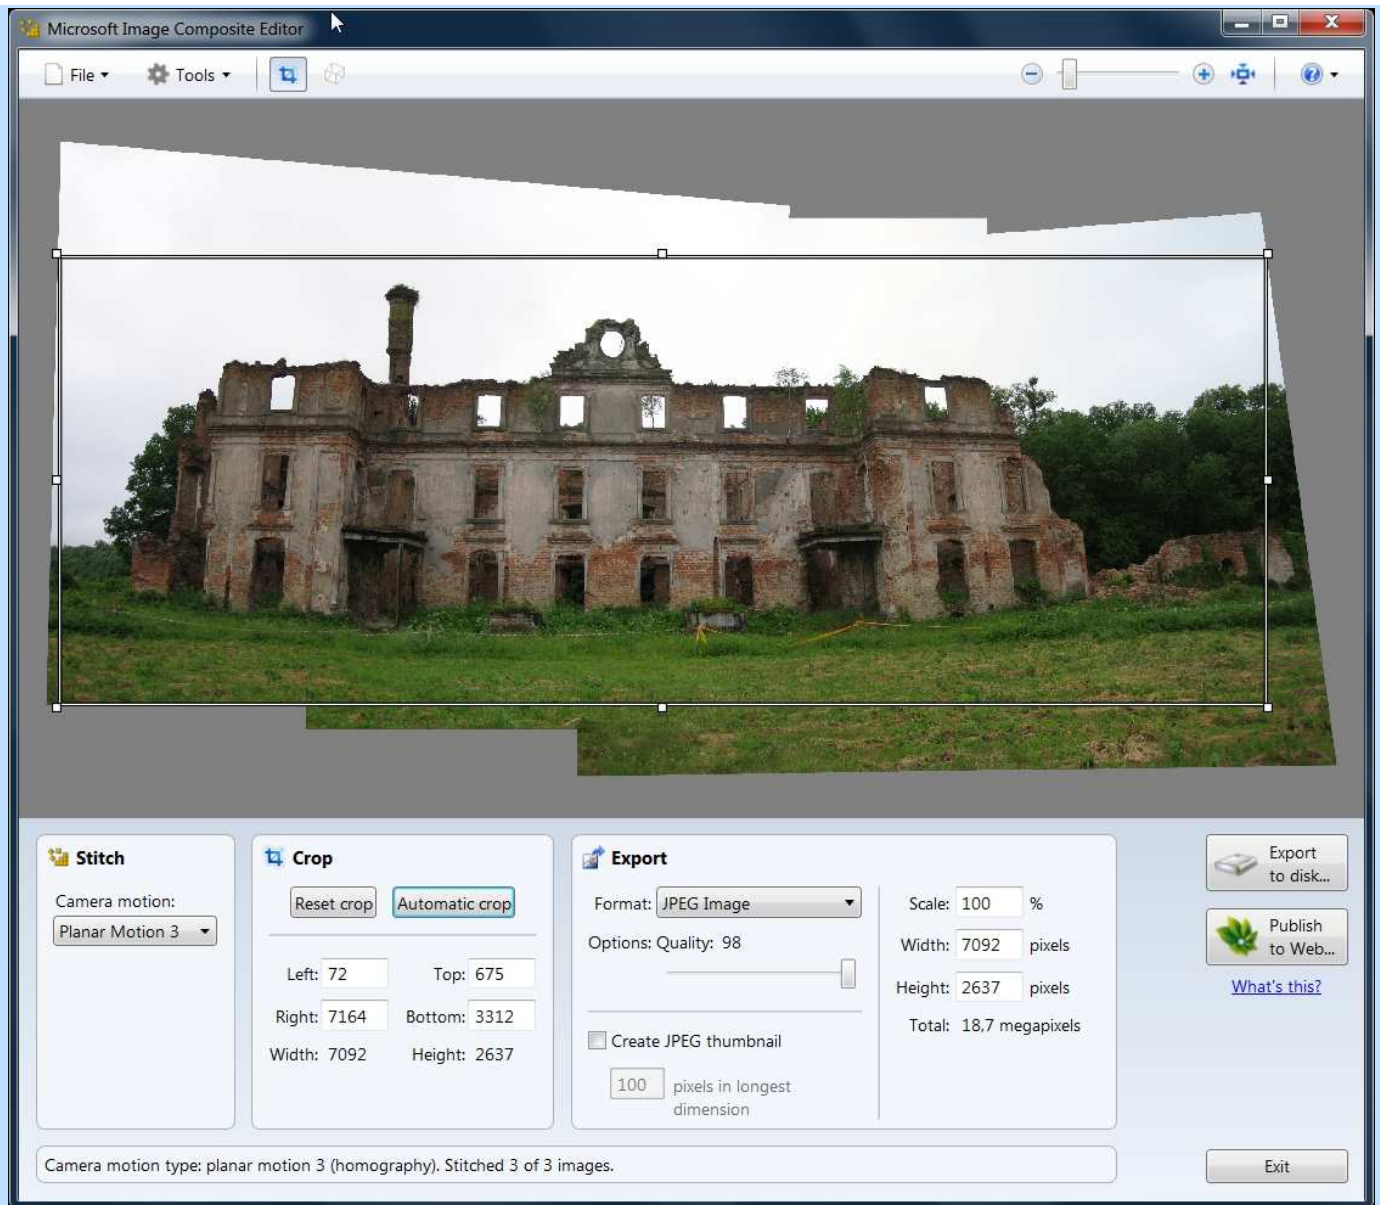 Microsoft Image Composite Editor
File Tools
Stitch
Camera motion:
Planar Motion 3
Crop
Reset crop Automatic crop
Left: 72 Top: 675
Right: 7164 Bottom: 3312
Width: 7092 Height: 2637
Export
Format: JPEG Image
Options: Quality: 98
Create JPEG thumbnail
100 pixels in longest
dimension
Scale: 100 %
Width: 7092 pixels
Height: 2637 pixels
Total: 18,7 megapixels
Export
to disk...
Publish
to Web...
What's this?
Camera motion type: planar motion 3 (homography). Stitched 3 of 3 images.
Exit